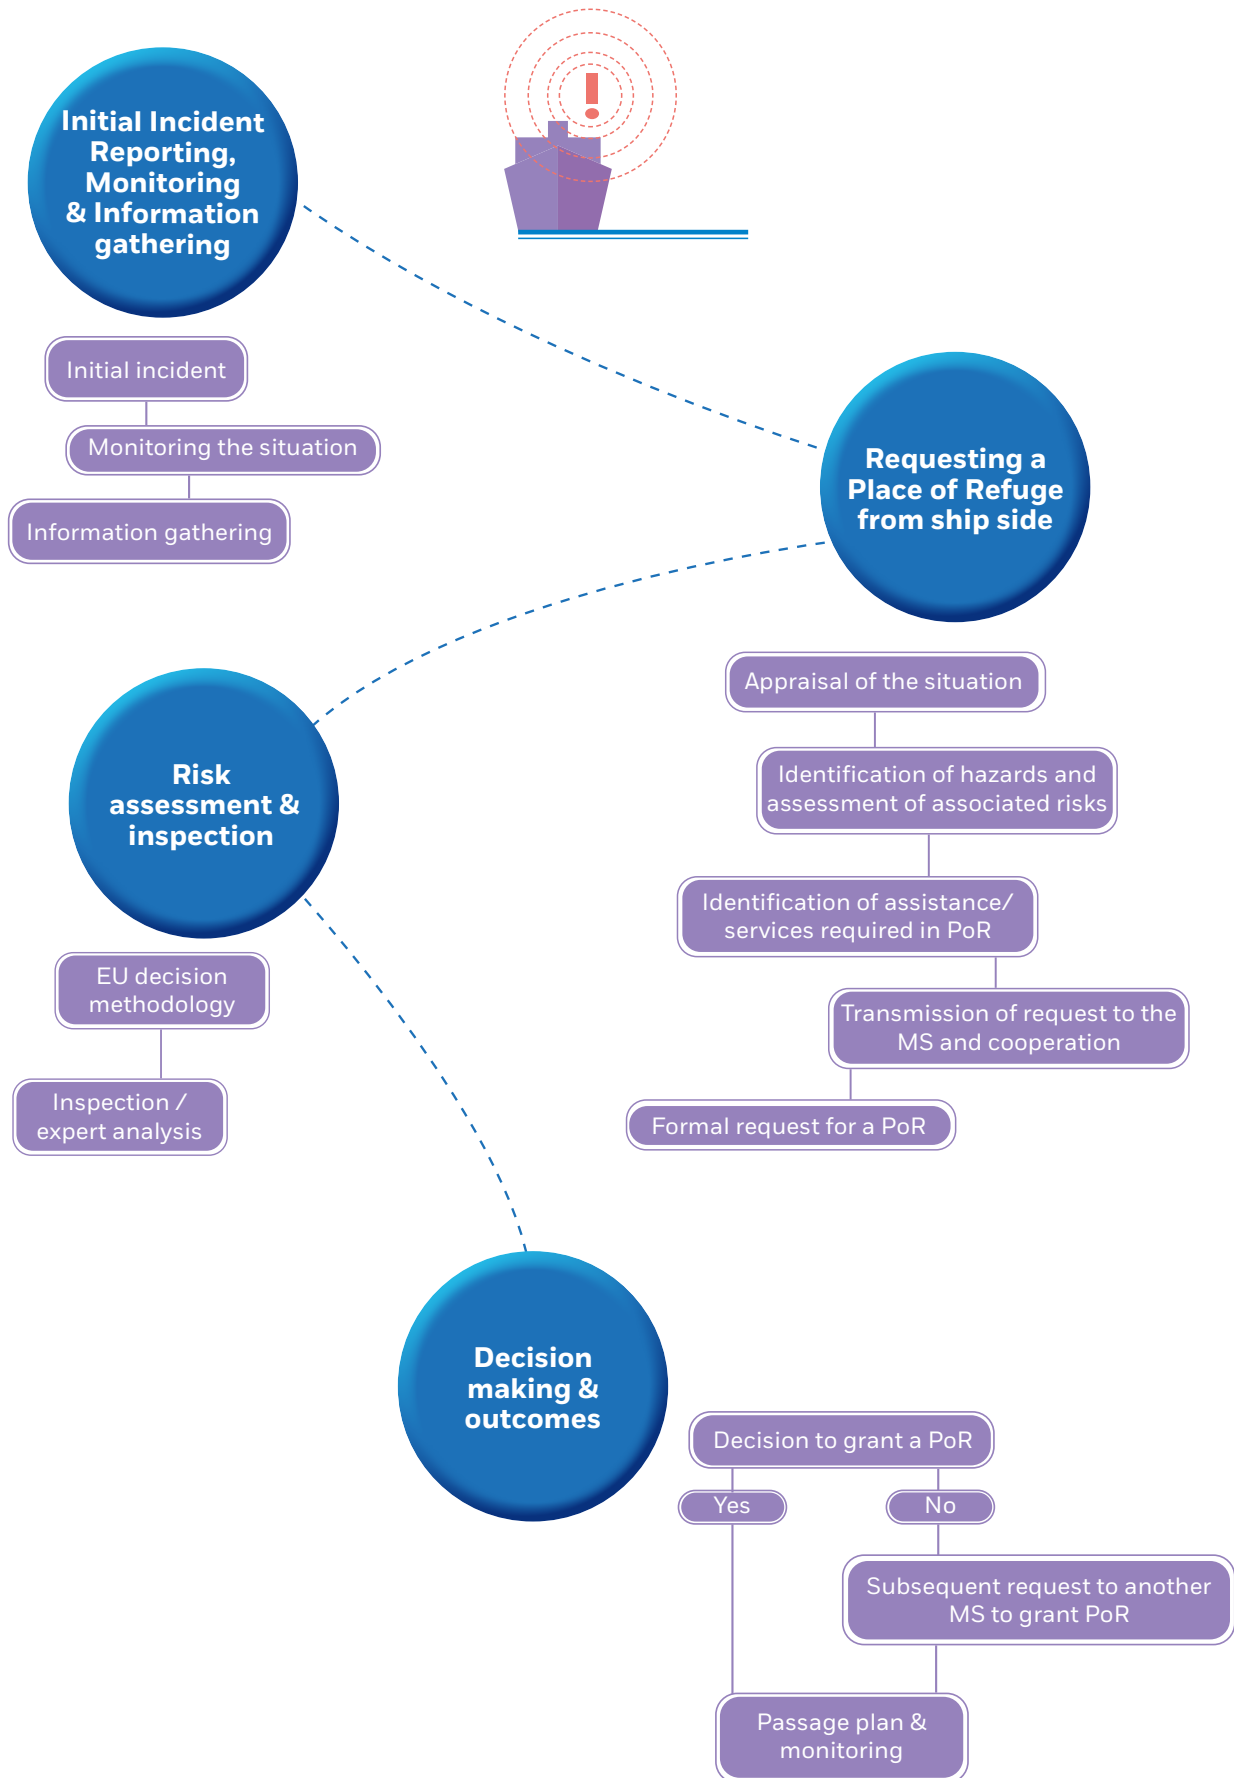 Initial Incident
Reporting,
Monitoring
& Information
gathering
!
Initial incident
Monitoring the situation
Information gathering
Requesting a
Place of Refuge
from ship side
Appraisal of the situation
Identification of hazards and
assessment of associated risks
Identification of assistance/
services required in PoR
Transmission of request to the
MS and cooperation
Formal request for a PoR
Risk
assessment &
inspection
EU decision
methodology
Inspection /
expert analysis
Decision
making &
outcomes
Decision to grant a PoR
Yes
No
Subsequent request to another
MS to grant PoR
Passage plan &
monitoring